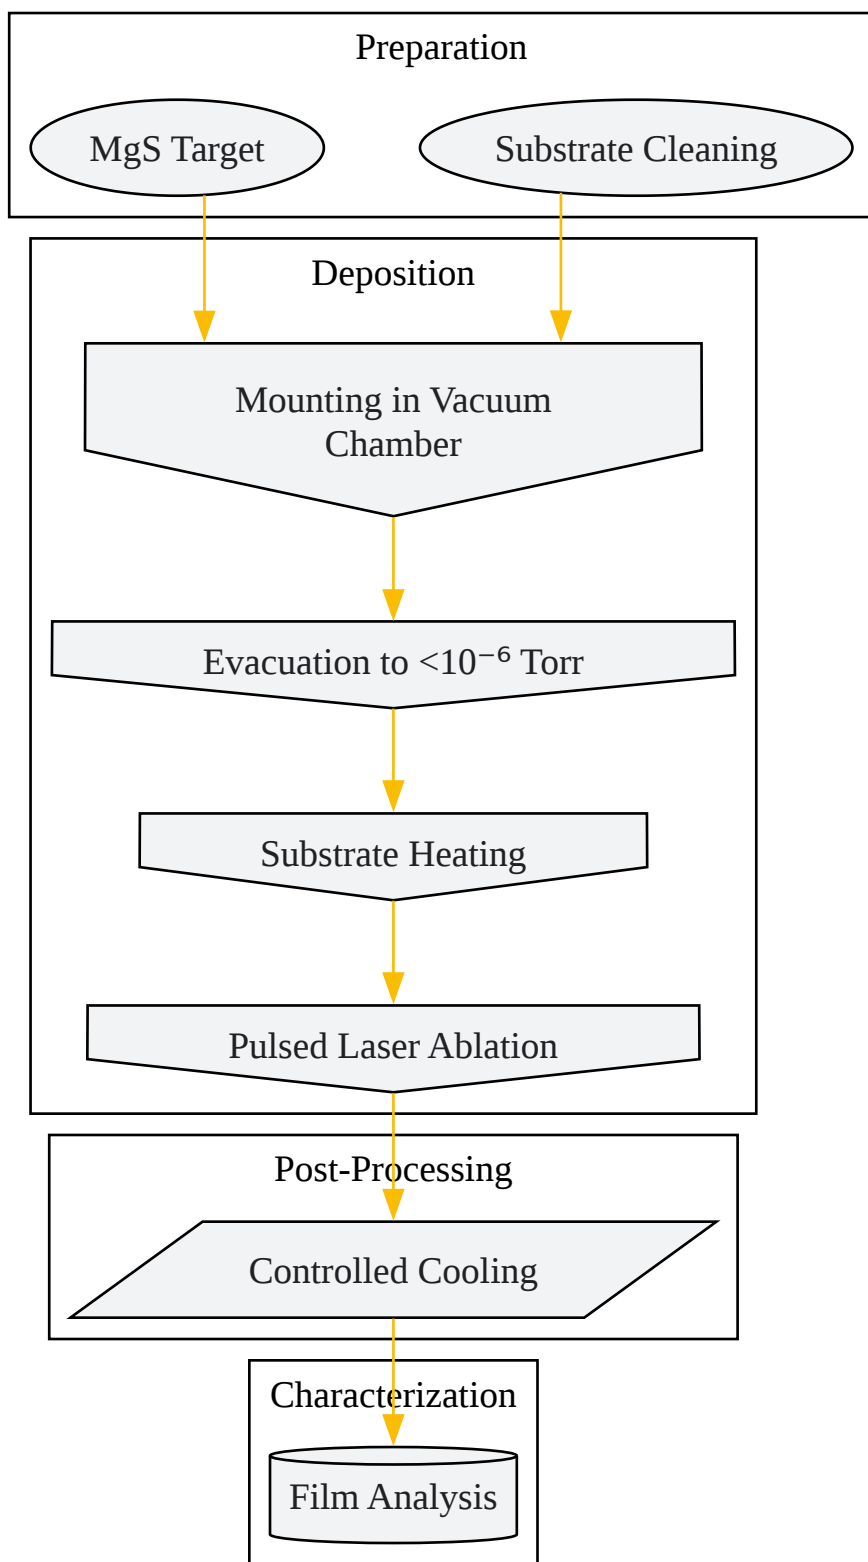 Preparation
MgS Target
Substrate Cleaning
Deposition
Mounting in Vacuum
Chamber
Evacuation to <10⁻⁶ Torr
Substrate Heating
Pulsed Laser Ablation
Post-Processing
Controlled Cooling
Characterization
Film Analysis